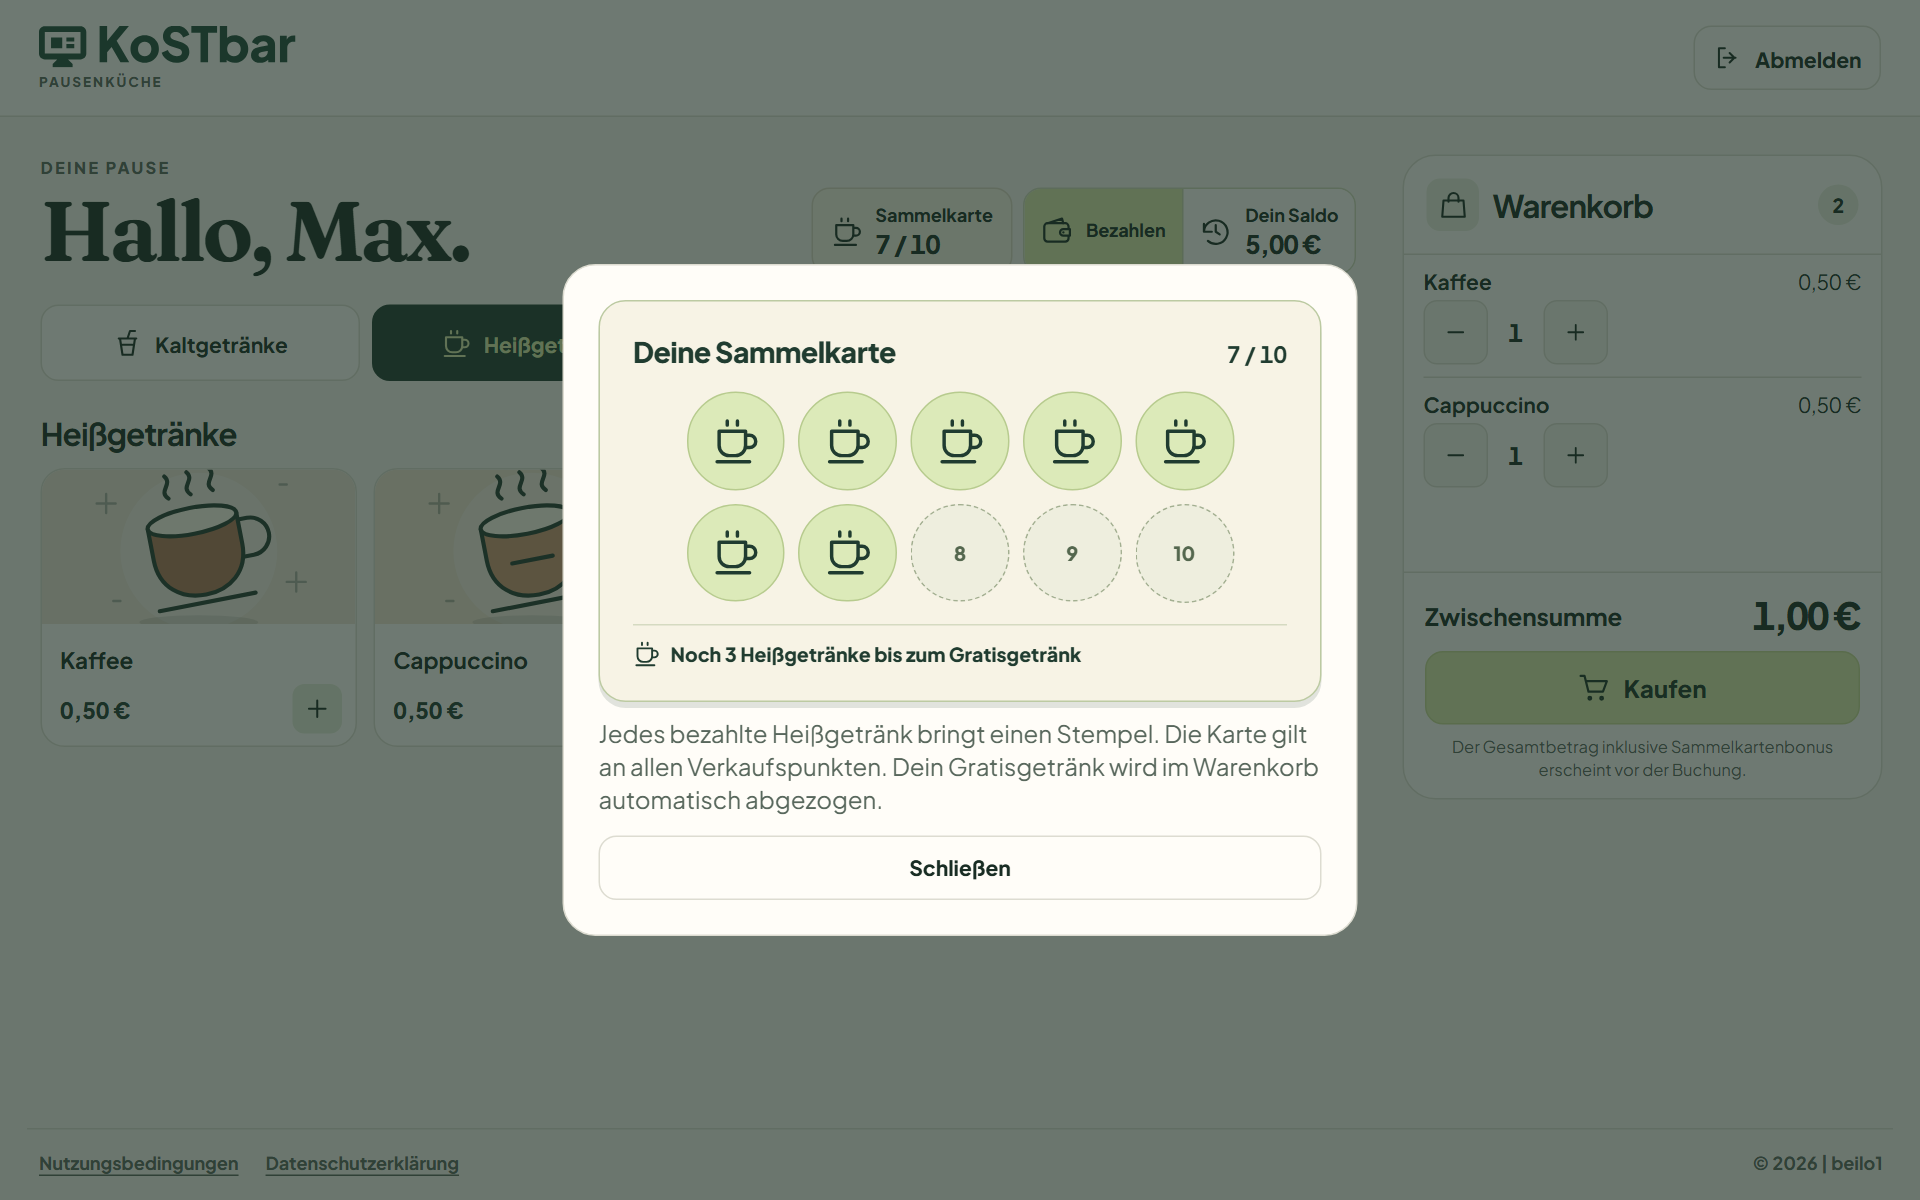 KoSTbar
PAUSENKÜCHE
Abmelden
DEINE PAUSE
Hallo, Max.
Sammelkarte
7 / 10
Bezahlen
Dein Saldo
5,00 €
Kaltgetränke
Heißget
Heißgetränke
Kaffee
0,50 €
Cappuccino
0,50 €
Deine Sammelkarte
7 / 10
8
9
10
Noch 3 Heißgetränke bis zum Gratisgetränk
Jedes bezahlte Heißgetränk bringt einen Stempel. Die Karte gilt
an allen Verkaufspunkten. Dein Gratisgetränk wird im Warenkorb
automatisch abgezogen.
Schließen
Warenkorb
2
Kaffee
0,50 €
1
Cappuccino
0,50 €
1
Zwischensumme
1,00 €
Kaufen
Der Gesamtbetrag inklusive Sammelkartenbonus
erscheint vor der Buchung.
Nutzungsbedingungen
Datenschutzerklärung
© 2026 | beilo1